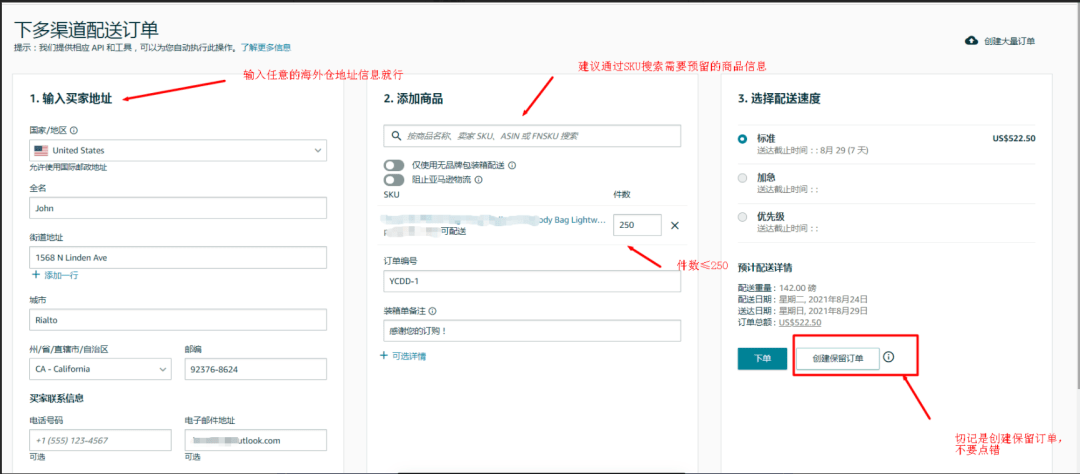 下多渠道配送订单
提示：我们提供相应 API 和工具，可以为您自动执行此操作。了解更多信息
创建大量订单
输入任意的海外仓地址信息就行
1. 输入买家地址
国家/地区
United States
允许使用国际邮政地址
全名
John
街道地址
1568 N Linden Ave
+ 添加一行
城市
Rialto
州/省/直辖市/自治区
邮编
CA - California
92376-8624
买家联系信息
电话号码
电子邮件地址
+1 (555) 123-4567
utlook.com
可选
可选
建议通过SKU搜索需要预留的商品信息
2. 添加商品
按商品名称、卖家 SKU、ASIN 或 FNSKU 搜索
仅使用无品牌包装箱配送
阻止亚马逊物流
SKU
件数
ody Bag Lightw...
250
可配送
件数≤250
订单编号
YCDD-1
装箱单备注
感谢您的订购！
+ 可选详情
3. 选择配送速度
标准
US$522.50
送达截止时间：: 8月 29 (7 天)
加急
送达截止时间：:
优先级
送达截止时间：:
预计配送详情
配送重量：142.00 磅
配送日期：星期二, 2021年8月24日
送达日期：星期日, 2021年8月29日
订单总额：US$522.50
下单
创建保留订单
切记是创建保留订单，
不要点错